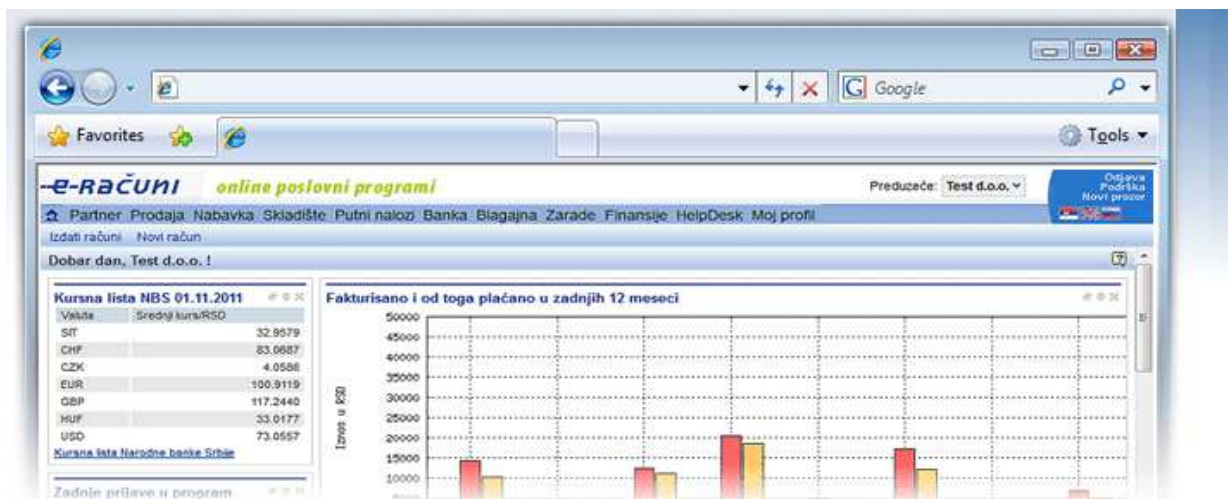 Google
Favorites
Tools
e-Računi online poslovni programi
Preduzeće: Test d.o.o.
Odjava
Podrška
Novi prozor
Partner Prodaja Nabavka Skladište Putni nalozi Banka Blagajna Zarade Finansije HelpDesk Moj profil
Izdati računi Novi račun
Dobar dan, Test d.o.o. !
Kursna lista NBS 01.11.2011
Valuta Srednji kurs/RSD
SIT 32.9579
CHF 83.0687
CZK 4.0586
EUR 100.9119
GBP 117.2440
HUF 33.0177
USD 73.0557
Kursna lista Narodne banke Srbije
Zadnje prijave u program
Fakturisano i od toga plaćano u zadnjih 12 meseci
Iznos u RSD
50000
45000
40000
35000
30000
25000
20000
15000
10000